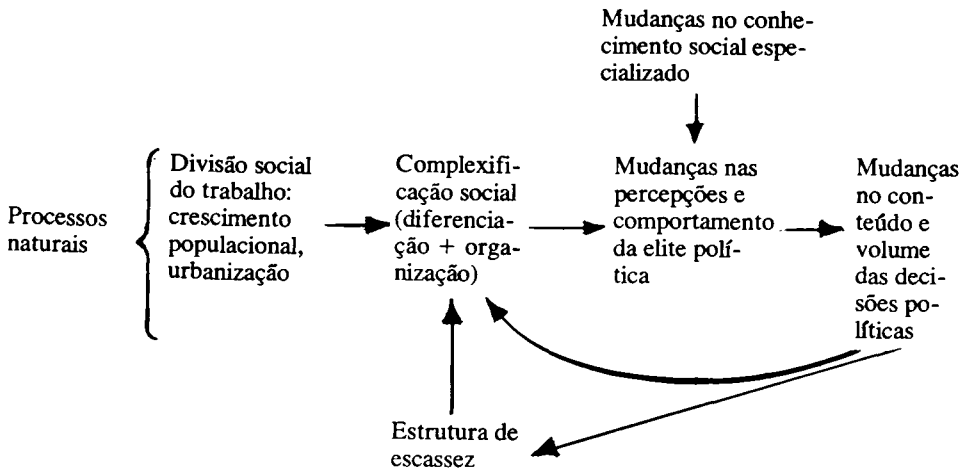 Mudanças no conhe-
cimento social espe-
cializado
Processos
naturais
Divisão social
do trabalho:
crescimento
populacional,
urbanização
Complexifi-
cação social
(diferencia-
ção + orga-
nização)
Mudanças nas
percepções e
comportamento
da elite polí-
tica
Mudanças
no con-
teúdo e
volume
das deci-
sões po-
líticas
Estrutura de
escassez